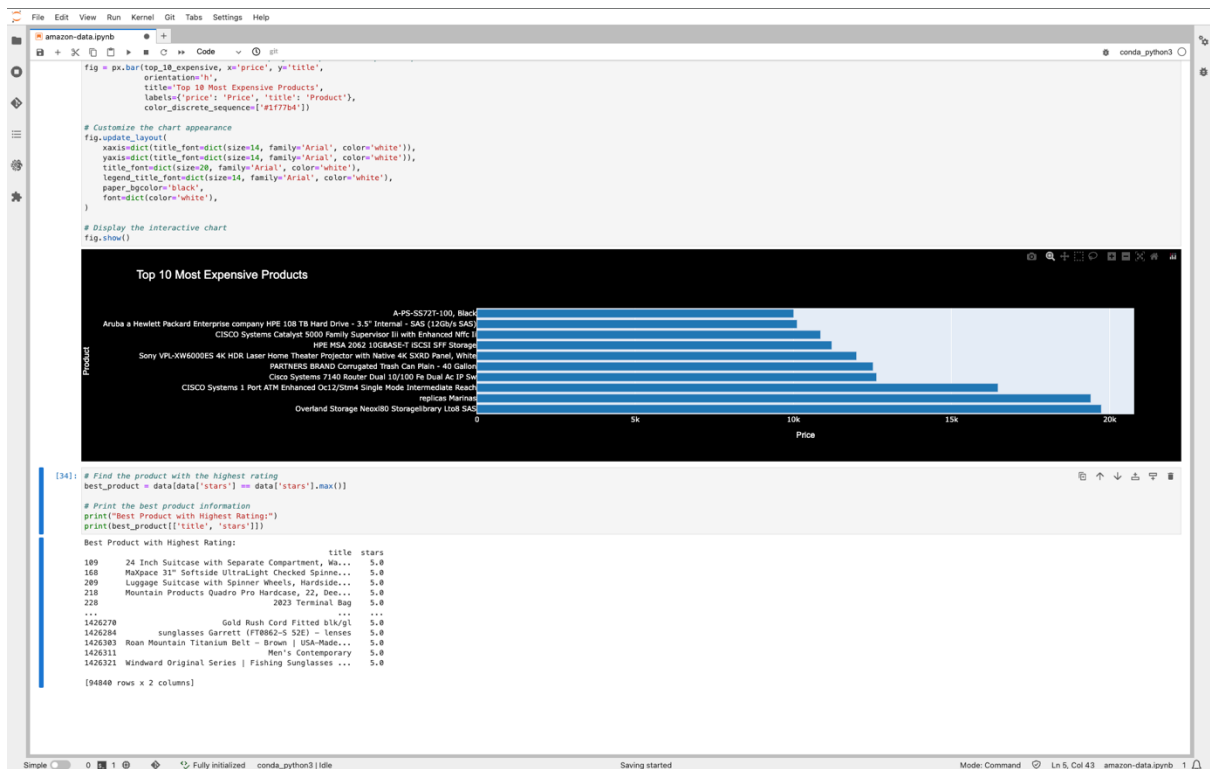 File Edit View Run Kernel Git Tabs Settings Help
amazon-data.ipynb
Code git conda_python3
fig = px.bar(top_10_expensive, x='price', y='title',
orientation='h',
title='Top 10 Most Expensive Products',
labels={'price': 'Price', 'title': 'Product'},
color_discrete_sequence=['#1f77b4'])
# Customize the chart appearance
fig.update_layout(
xaxis=dict(title_font=dict(size=14, family='Arial', color='white')),
yaxis=dict(title_font=dict(size=14, family='Arial', color='white')),
title_font=dict(size=20, family='Arial', color='white'),
legend_title_font=dict(size=14, family='Arial', color='white'),
paper_bgcolor='black',
font=dict(color='white'),
)
# Display the interactive chart
fig.show()
Top 10 Most Expensive Products
Product
A-PS-SS72T-100, Black
Aruba a Hewlett Packard Enterprise company HPE 108 TB Hard Drive - 3.5" Internal - SAS (12Gb/s SAS)
CISCO Systems Catalyst 5000 Family Supervisor Iii with Enhanced Nffc Ii
HPE MSA 2062 10GBASE-T ISCSI SFF Storage
Sony VPL-XW6000ES 4K HDR Laser Home Theater Projector with Native 4K SXRD Panel, White
PARTNERS BRAND Corrugated Trash Can Plain - 40 Gallon
Cisco Systems 7140 Router Dual 10/100 Fe Dual Ac IP Sw
CISCO Systems 1 Port ATM Enhanced Oc12/Stm4 Single Mode Intermediate Reach
replicas Marinas
Overland Storage Neoxl80 Storagelibrary Lto8 SAS
0 5k 10k 15k 20k
Price
[34]: # Find the product with the highest rating
best_product = data[data['stars'] == data['stars'].max()]
# Print the best product information
print("Best Product with Highest Rating:")
print(best_product[['title', 'stars']])
Best Product with Highest Rating:
title stars
109 24 Inch Suitcase with Separate Compartment, Wa... 5.0
168 MaXpace 31" Softside UltraLight Checked Spinne... 5.0
209 Luggage Suitcase with Spinner Wheels, Hardside... 5.0
218 Mountain Products Quadro Pro Hardcase, 22, Dee... 5.0
228 2023 Terminal Bag 5.0
... ... ...
1426270 Gold Rush Cord Fitted blk/gl 5.0
1426284 sunglasses Garrett (FT0862-S 52E) - lenses 5.0
1426303 Roan Mountain Titanium Belt – Brown | USA-Made... 5.0
1426311 Men's Contemporary 5.0
1426321 Windward Original Series | Fishing Sunglasses ... 5.0
[94840 rows x 2 columns]
Simple 0 1 Fully initialized conda_python3 | Idle Saving started Mode: Command Ln 5, Col 43 amazon-data.ipynb 1